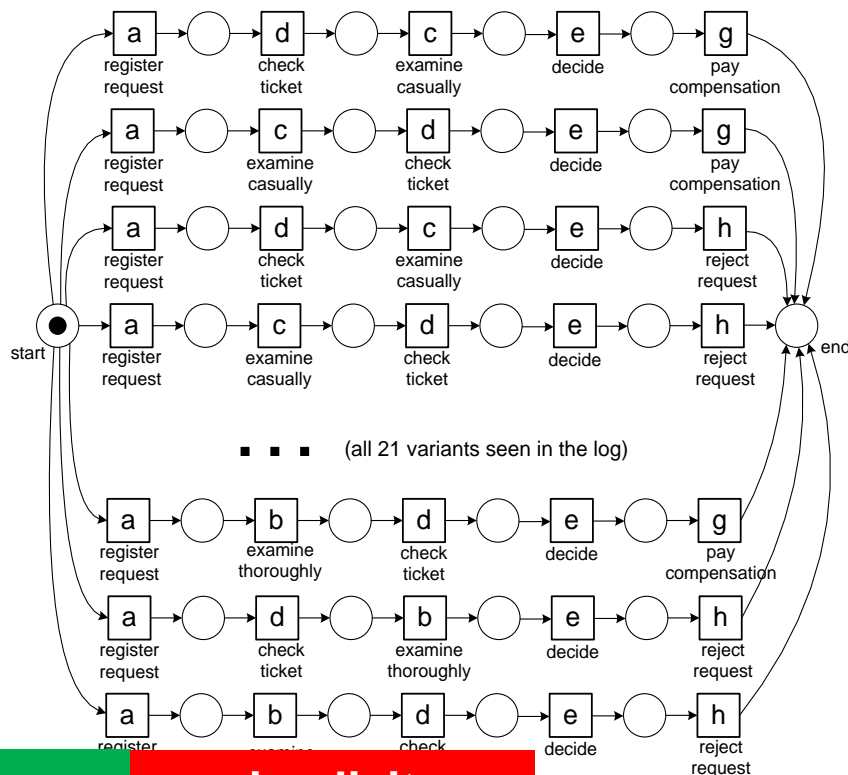 a d c e g
register request check ticket examine casually decide pay compensation
a c d e g
register request examine casually check ticket decide pay compensation
a d c e h
register request check ticket examine casually decide reject request
a c d e h
start register request examine casually check ticket decide reject request end
(all 21 variants seen in the log)
a b d e g
register request examine thoroughly check ticket decide pay compensation
a d b e h
register request check ticket examine thoroughly decide reject request
a b d e h
register check decide reject request